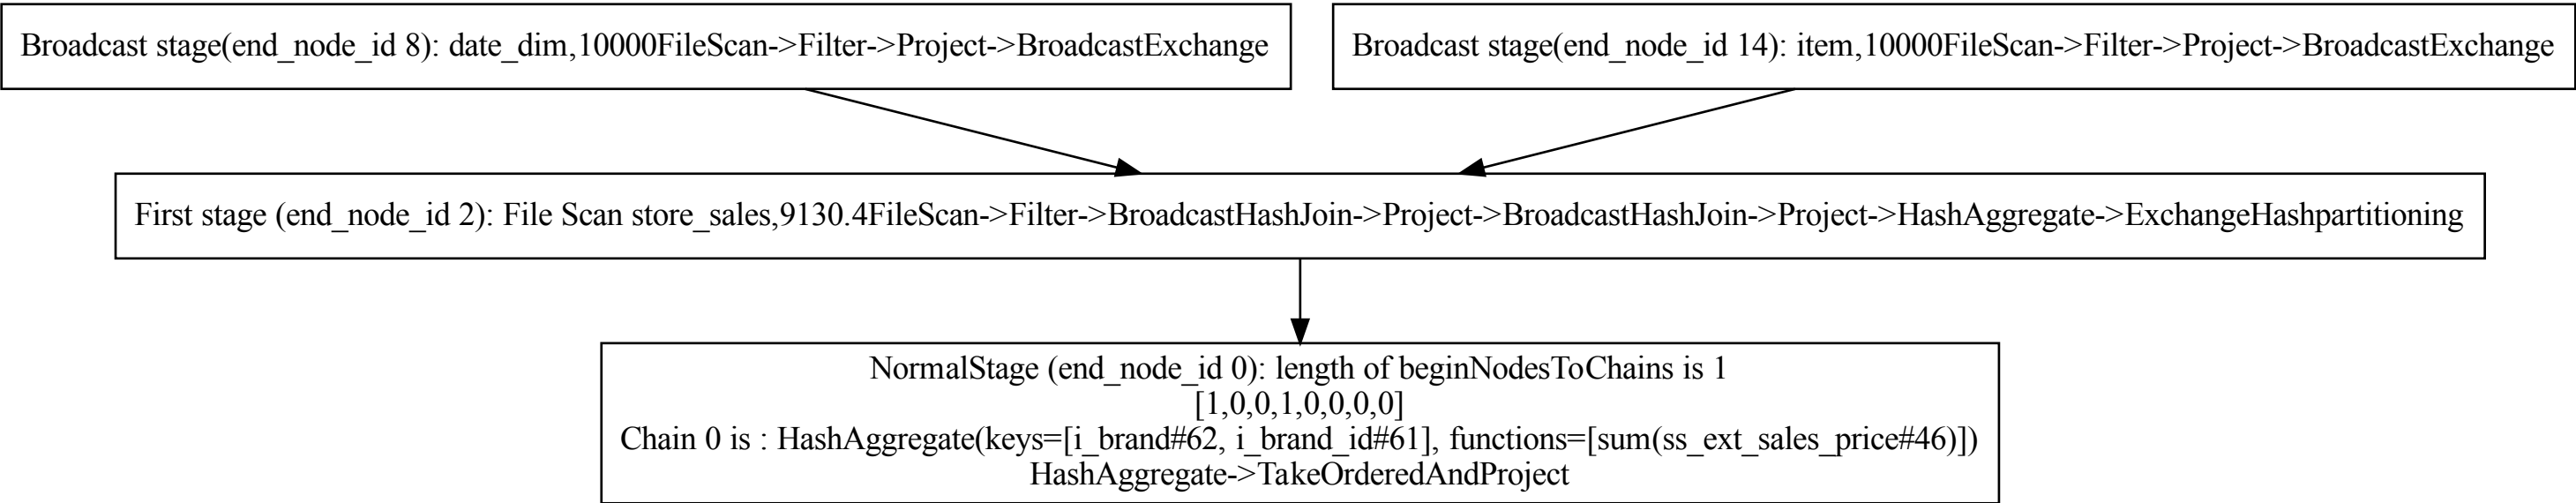 Broadcast stage(end_node_id 8): date_dim,10000FileScan->Filter->Project->BroadcastExchange
Broadcast stage(end_node_id 14): item,10000FileScan->Filter->Project->BroadcastExchange
First stage (end_node_id 2): File Scan store_sales,9130.4FileScan->Filter->BroadcastHashJoin->Project->BroadcastHashJoin->Project->HashAggregate->ExchangeHashpartitioning
NormalStage (end_node_id 0): length of beginNodesToChains is 1
[1,0,0,1,0,0,0,0]
Chain 0 is : HashAggregate(keys=[i_brand#62, i_brand_id#61], functions=[sum(ss_ext_sales_price#46)])
HashAggregate->TakeOrderedAndProject